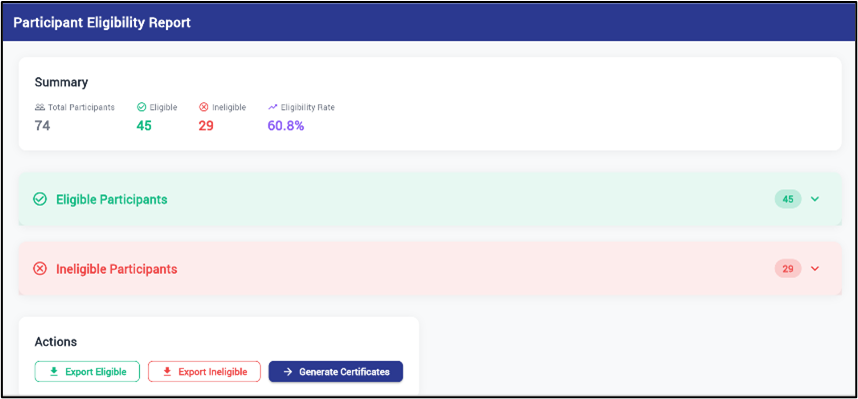 Participant Eligibility Report
Summary
Total Participants Eligible Ineligible Eligibility Rate
74 45 29 60.8%
Eligible Participants 45
Ineligible Participants 29
Actions
Export Eligible Export Ineligible Generate Certificates